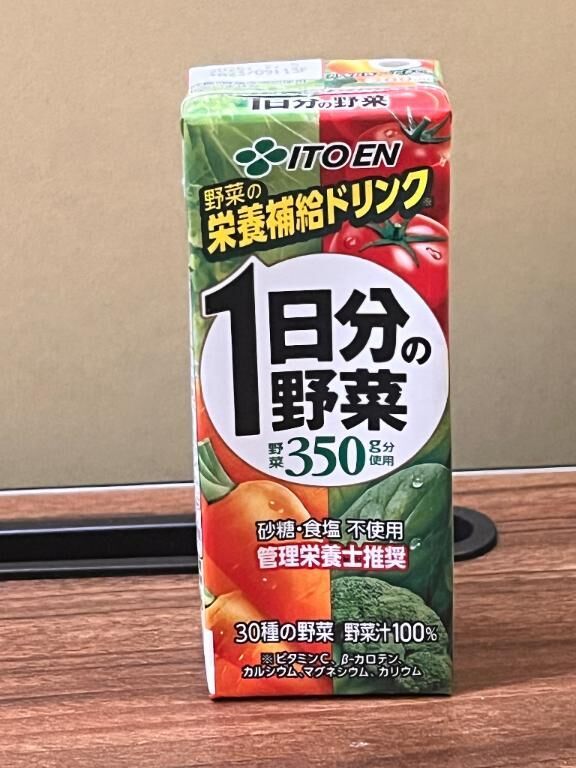 1日分の野菜
ITO EN
野菜の
栄養補給ドリンク※
1日分の
野菜
野菜350g分使用
砂糖・食塩 不使用
管理栄養士推奨
30種の野菜 野菜汁100%
※ビタミンC、β-カロテン、
カルシウム、マグネシウム、カリウム